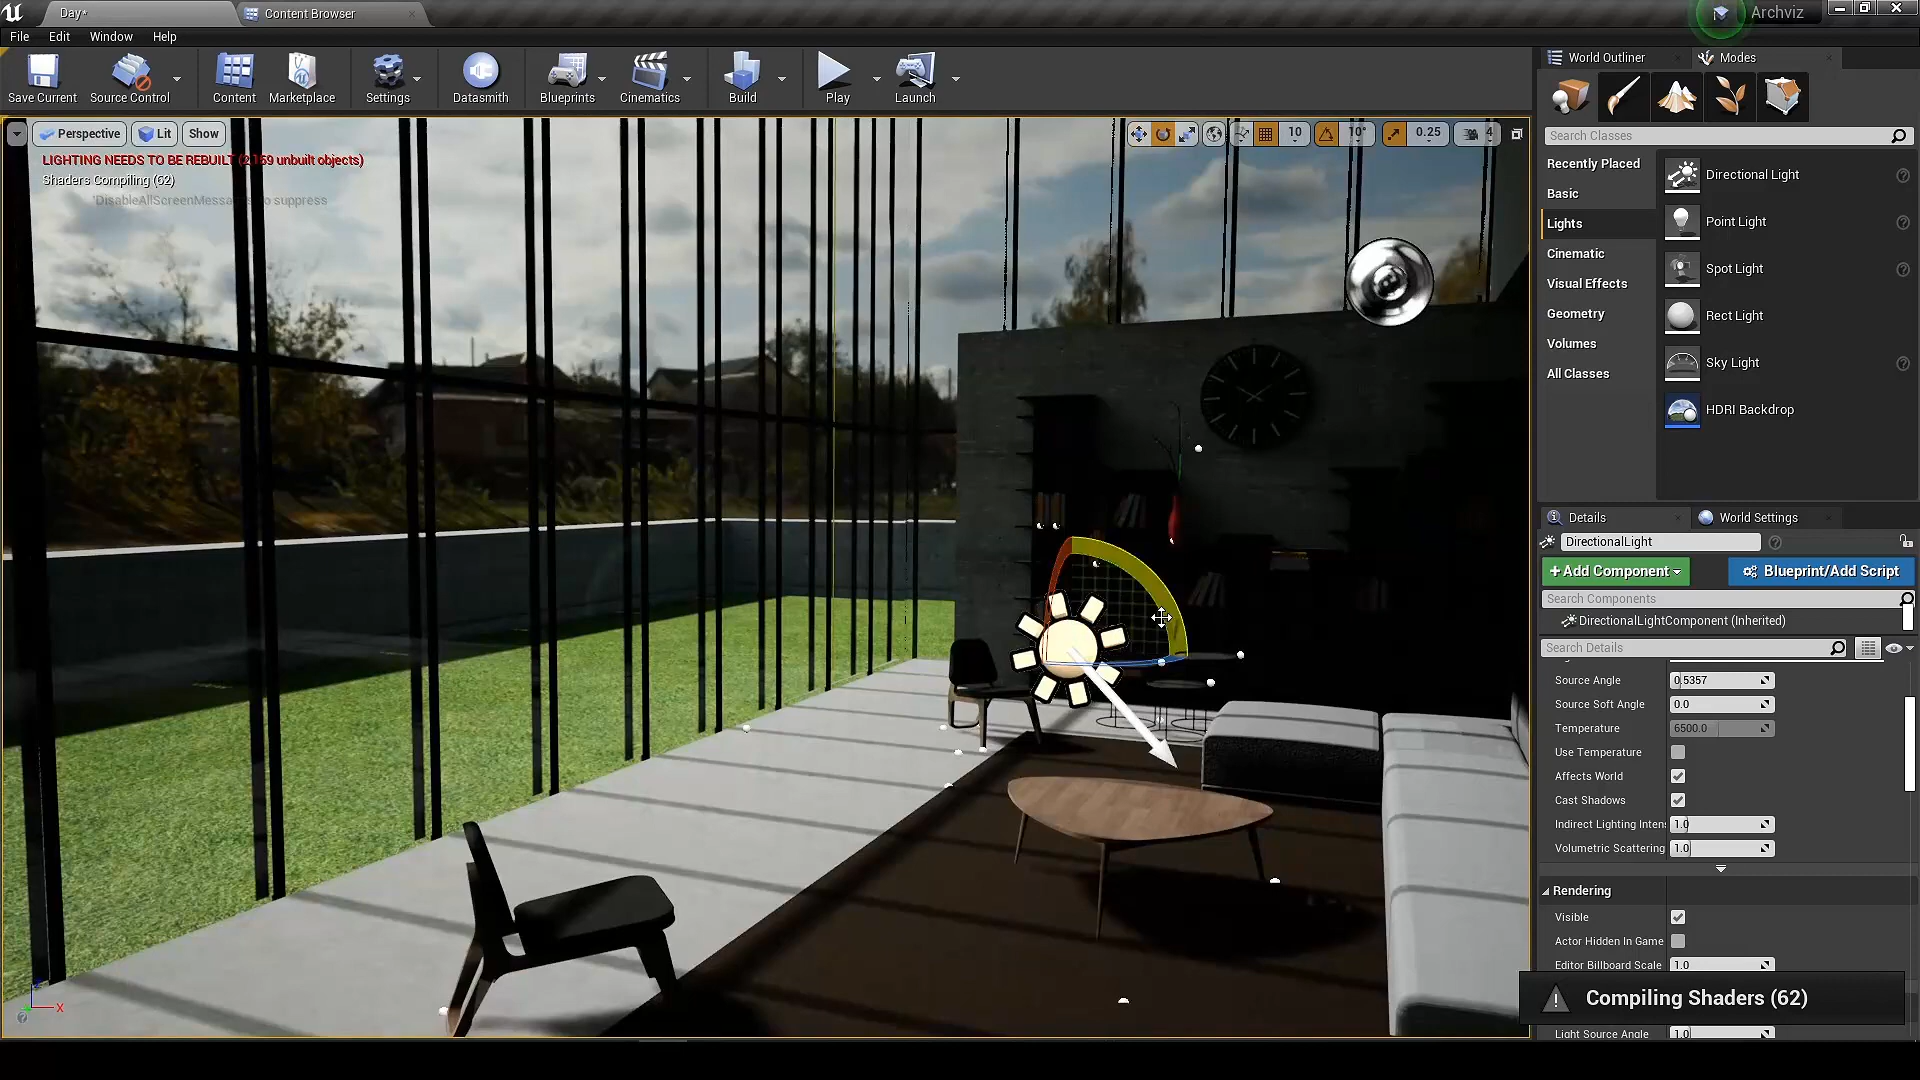 Day*
Content Browser
Archviz
File Edit Window Help
Save Current
Source Control
Content
Marketplace
Settings
Datasmith
Blueprints
Cinematics
Build
Play
Launch
Perspective
Lit
Show
10
10°
0.25
4
LIGHTING NEEDS TO BE REBUILT (2,159 unbuilt objects)
Shaders Compiling (62)
World Outliner
Modes
Search Classes
Recently Placed
Basic
Lights
Cinematic
Visual Effects
Geometry
Volumes
All Classes
Directional Light
Point Light
Spot Light
Rect Light
Sky Light
HDRI Backdrop
Details
World Settings
DirectionalLight
+Add Component
Blueprint/Add Script
Search Components
DirectionalLightComponent (Inherited)
Search Details
Source Angle 0.5357
Source Soft Angle 0.0
Temperature 6500.0
Use Temperature
Affects World
Cast Shadows
Indirect Lighting Inten 1.0
Volumetric Scattering 1.0
Rendering
Visible
Actor Hidden In Game
Editor Billboard Scale 1.0
Compiling Shaders (62)
Light Source Angle 1.0
X